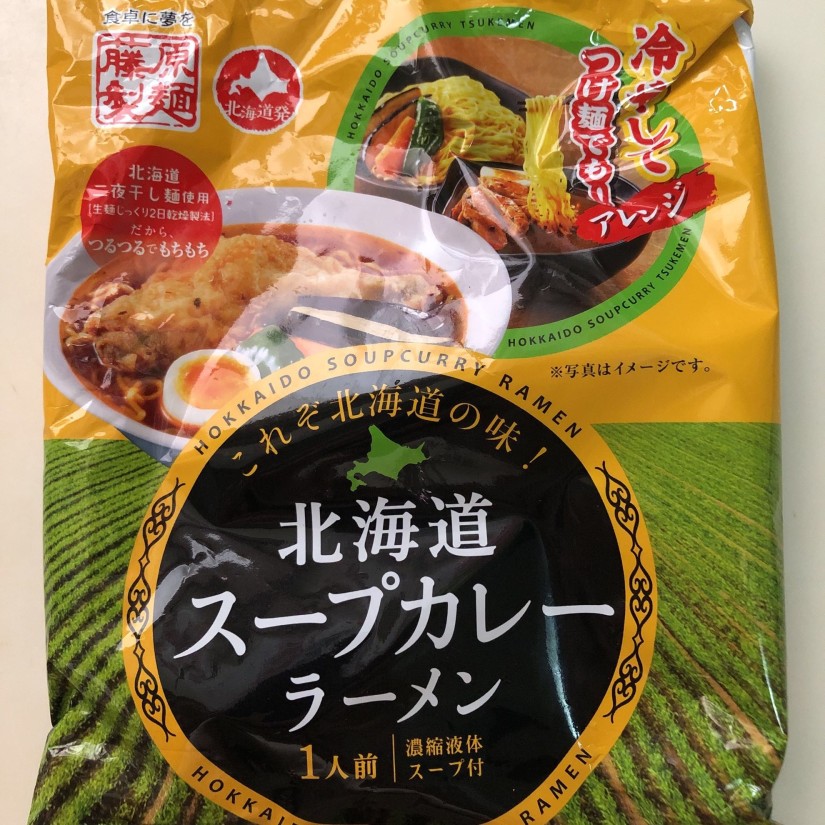 食卓に夢を
藤原
製麺
北海道発
HOKKAIDO SOUPCURRY TSUKEMEN
冷やして
つけ麺でも!
アレンジ
北海道
二夜干し麺使用
[生麺じっくり2日乾燥製法]
だから、
つるつるでもちもち
HOKKAIDO SOUPCURRY TSUKEMEN
※写真はイメージです。
HOKKAIDO SOUPCURRY RAMEN
これぞ北海道の味!
北海道
スープカレー
ラーメン
1人前
濃縮液体
スープ付
HOKKAIDO SOUPCURRY RAMEN